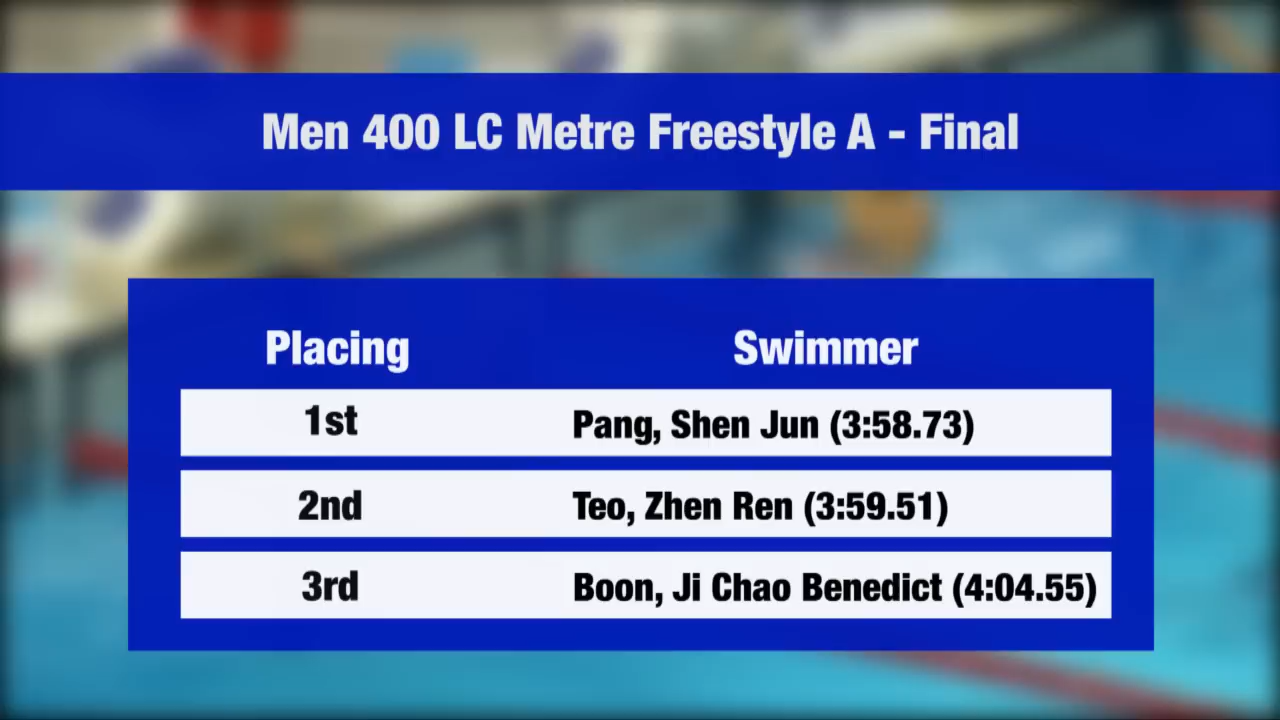 Men 400 LC Metre Freestyle A - Final
Placing Swimmer
1st Pang, Shen Jun (3:58.73)
2nd Teo, Zhen Ren (3:59.51)
3rd Boon, Ji Chao Benedict (4:04.55)